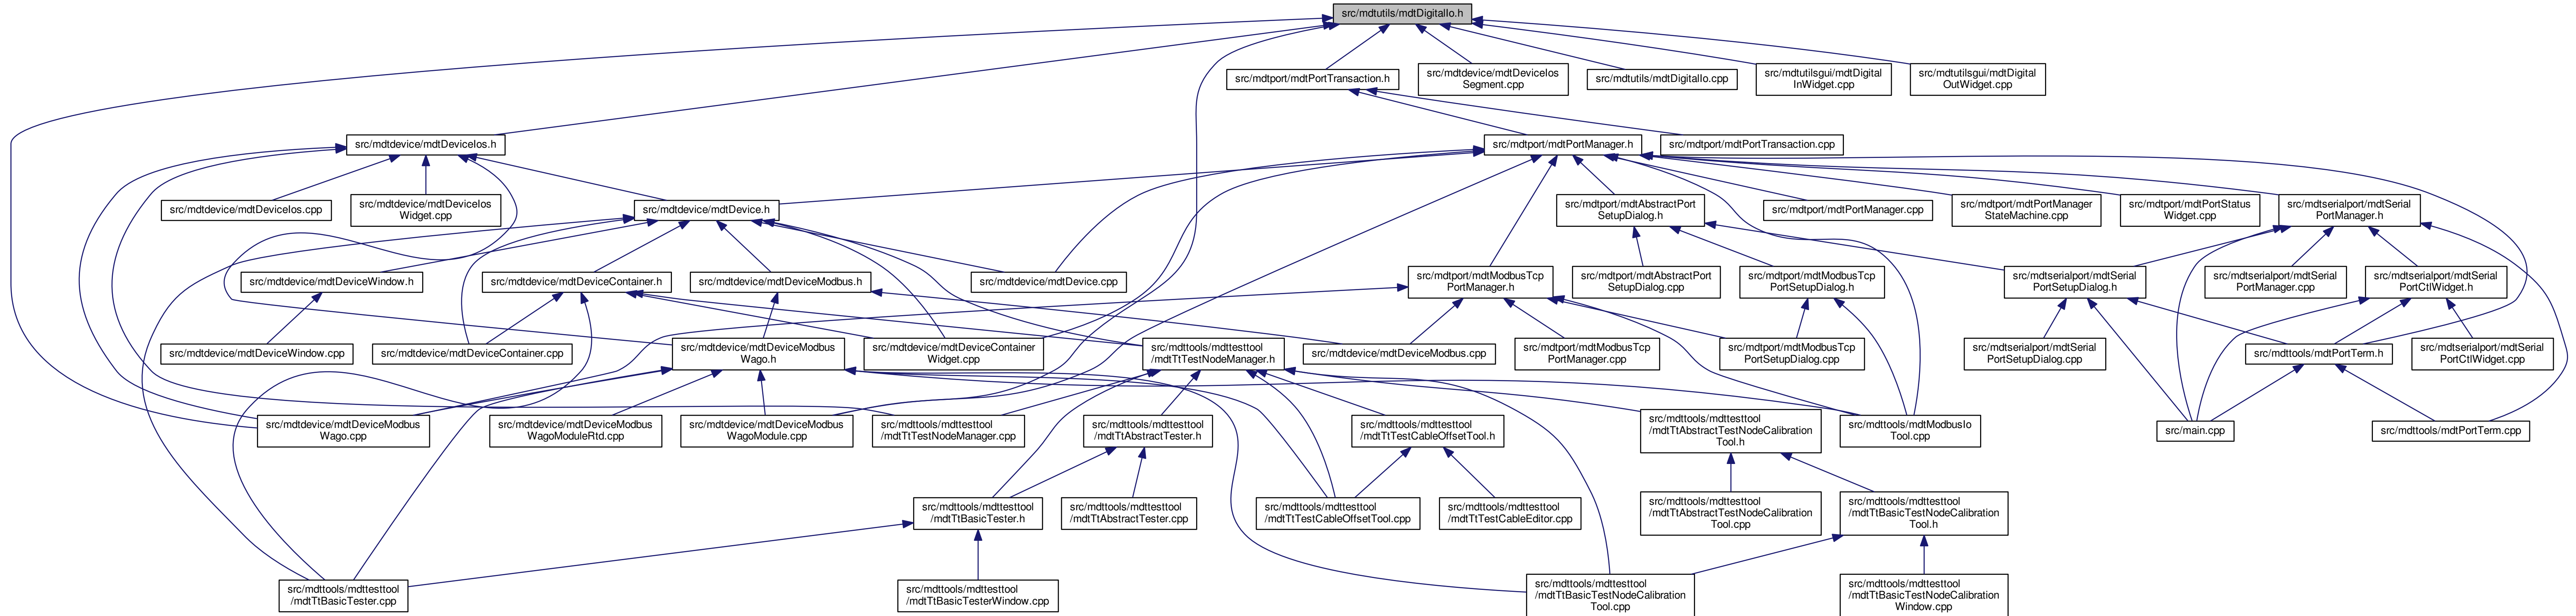 src/mdtutils/mdtDigitalIo.h
src/mdtport/mdtPortTransaction.h
src/mdtdevice/mdtDeviceIos
Segment.cpp
src/mdtutils/mdtDigitalIo.cpp
src/mdtutilsgui/mdtDigital
InWidget.cpp
src/mdtutilsgui/mdtDigital
OutWidget.cpp
src/mdtdevice/mdtDeviceIos.h
src/mdtport/mdtPortManager.h
src/mdtport/mdtPortTransaction.cpp
src/mdtdevice/mdtDeviceIos.cpp
src/mdtdevice/mdtDeviceIos
Widget.cpp
src/mdtdevice/mdtDevice.h
src/mdtport/mdtAbstractPort
SetupDialog.h
src/mdtport/mdtPortManager.cpp
src/mdtport/mdtPortManager
StateMachine.cpp
src/mdtport/mdtPortStatus
Widget.cpp
src/mdtserialport/mdtSerial
PortManager.h
src/mdtdevice/mdtDeviceWindow.h
src/mdtdevice/mdtDeviceContainer.h
src/mdtdevice/mdtDeviceModbus.h
src/mdtdevice/mdtDevice.cpp
src/mdtport/mdtModbusTcp
PortManager.h
src/mdtport/mdtAbstractPort
SetupDialog.cpp
src/mdtport/mdtModbusTcp
PortSetupDialog.h
src/mdtserialport/mdtSerial
PortSetupDialog.h
src/mdtserialport/mdtSerial
PortManager.cpp
src/mdtserialport/mdtSerial
PortCtlWidget.h
src/mdtdevice/mdtDeviceWindow.cpp
src/mdtdevice/mdtDeviceContainer.cpp
src/mdtdevice/mdtDeviceModbus
Wago.h
src/mdtdevice/mdtDeviceContainer
Widget.cpp
src/mdttools/mdttesttool
/mdtTtTestNodeManager.h
src/mdtdevice/mdtDeviceModbus.cpp
src/mdtport/mdtModbusTcp
PortManager.cpp
src/mdtport/mdtModbusTcp
PortSetupDialog.cpp
src/mdtserialport/mdtSerial
PortSetupDialog.cpp
src/mdttools/mdtPortTerm.h
src/mdtserialport/mdtSerial
PortCtlWidget.cpp
src/mdtdevice/mdtDeviceModbus
Wago.cpp
src/mdtdevice/mdtDeviceModbus
WagoModuleRtd.cpp
src/mdtdevice/mdtDeviceModbus
WagoModule.cpp
src/mdttools/mdttesttool
/mdtTtTestNodeManager.cpp
src/mdttools/mdttesttool
/mdtTtAbstractTester.h
src/mdttools/mdttesttool
/mdtTtTestCableOffsetTool.h
src/mdttools/mdttesttool
/mdtTtAbstractTestNodeCalibration
Tool.h
src/mdttools/mdtModbusIo
Tool.cpp
src/main.cpp
src/mdttools/mdtPortTerm.cpp
src/mdttools/mdttesttool
/mdtTtBasicTester.h
src/mdttools/mdttesttool
/mdtTtAbstractTester.cpp
src/mdttools/mdttesttool
/mdtTtTestCableOffsetTool.cpp
src/mdttools/mdttesttool
/mdtTtTestCableEditor.cpp
src/mdttools/mdttesttool
/mdtTtAbstractTestNodeCalibration
Tool.cpp
src/mdttools/mdttesttool
/mdtTtBasicTestNodeCalibration
Tool.h
src/mdttools/mdttesttool
/mdtTtBasicTester.cpp
src/mdttools/mdttesttool
/mdtTtBasicTesterWindow.cpp
src/mdttools/mdttesttool
/mdtTtBasicTestNodeCalibration
Tool.cpp
src/mdttools/mdttesttool
/mdtTtBasicTestNodeCalibration
Window.cpp